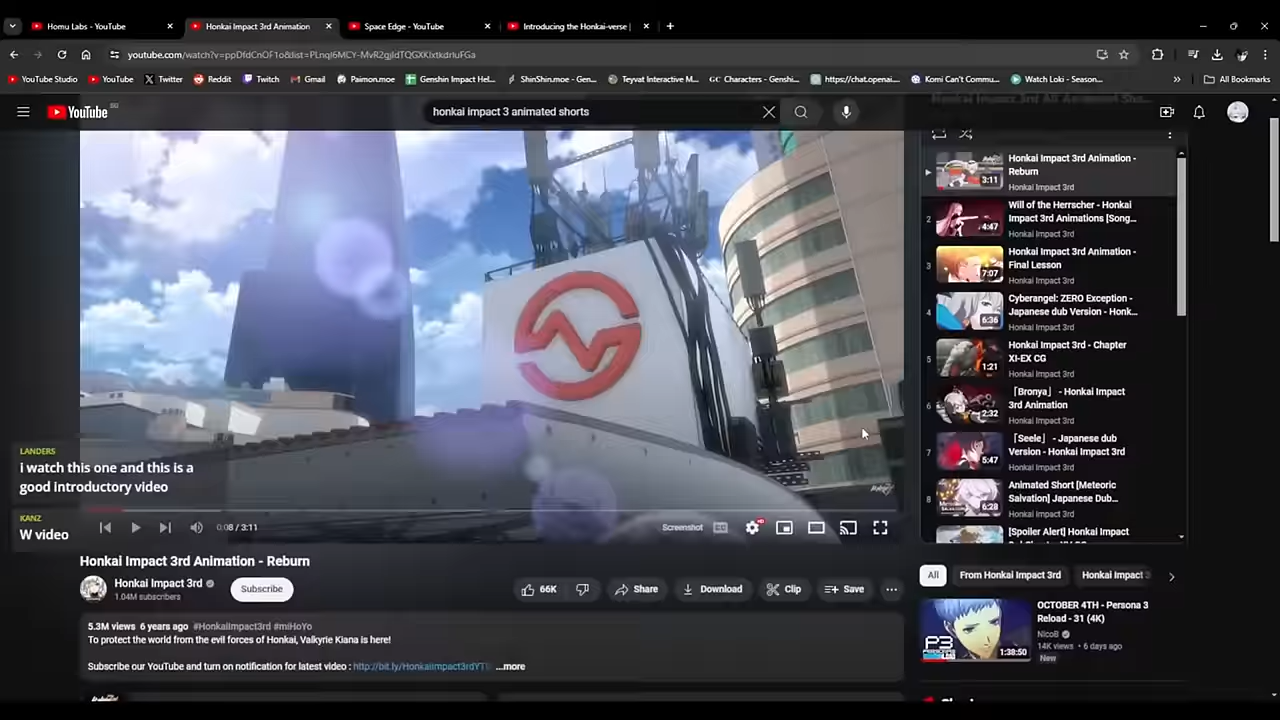 Homu Labs - YouTube
Honkai Impact 3rd Animation
Space Edge - YouTube
Introducing the Honkai-verse |
youtube.com/watch?v=ppDfdCnOF1o&list=PLnqI6MCY-MvR2gjldTQGXKlxtkdrluFGa
YouTube Studio
YouTube
Twitter
Reddit
Twitch
Gmail
Paimon.moe
Genshin Impact Hel...
ShinShin.moe - Gen...
Teyvat Interactive M...
GC Characters - Genshi...
https://chat.openai....
Komi Can't Commu...
Watch Loki - Season...
All Bookmarks
YouTube
honkai impact 3 animated shorts
Honkai Impact 3rd All Animated Sho...
Honkai Impact 3rd Animation -
Reburn
Honkai Impact 3rd
3:11
2
Will of the Herrscher - Honkai
Impact 3rd Animations [Song...
Honkai Impact 3rd
4:47
3
Honkai Impact 3rd Animation -
Final Lesson
Honkai Impact 3rd
7:07
4
Cyberangel: ZERO Exception -
Japanese dub Version - Honk...
Honkai Impact 3rd
6:36
5
Honkai Impact 3rd - Chapter
XI-EX CG
Honkai Impact 3rd
1:21
6
「Bronya」 - Honkai Impact
3rd Animation
Honkai Impact 3rd
2:32
7
「Seele」 - Japanese dub
Version - Honkai Impact 3rd
Honkai Impact 3rd
5:47
8
Animated Short [Meteoric
Salvation] Japanese Dub...
Honkai Impact 3rd
6:28
[Spoiler Alert] Honkai Impact
LANDERS
i watch this one and this is a
good introductory video
KANZ
W video
0:08 / 3:11
Screenshot
Honkai Impact 3rd Animation - Reburn
Honkai Impact 3rd
1.04M subscribers
Subscribe
66K
Share
Download
Clip
Save
5.3M views 6 years ago #HonkaiImpact3rd #miHoYo
To protect the world from the evil forces of Honkai, Valkyrie Kiana is here!
Subscribe our YouTube and turn on notification for latest video : http://bit.ly/HonkaiImpact3rdYT
...more
All
From Honkai Impact 3rd
Honkai Impact 3
OCTOBER 4TH - Persona 3
Reload - 31 (4K)
NicoB
14K views • 6 days ago
New
P3
1:38:50